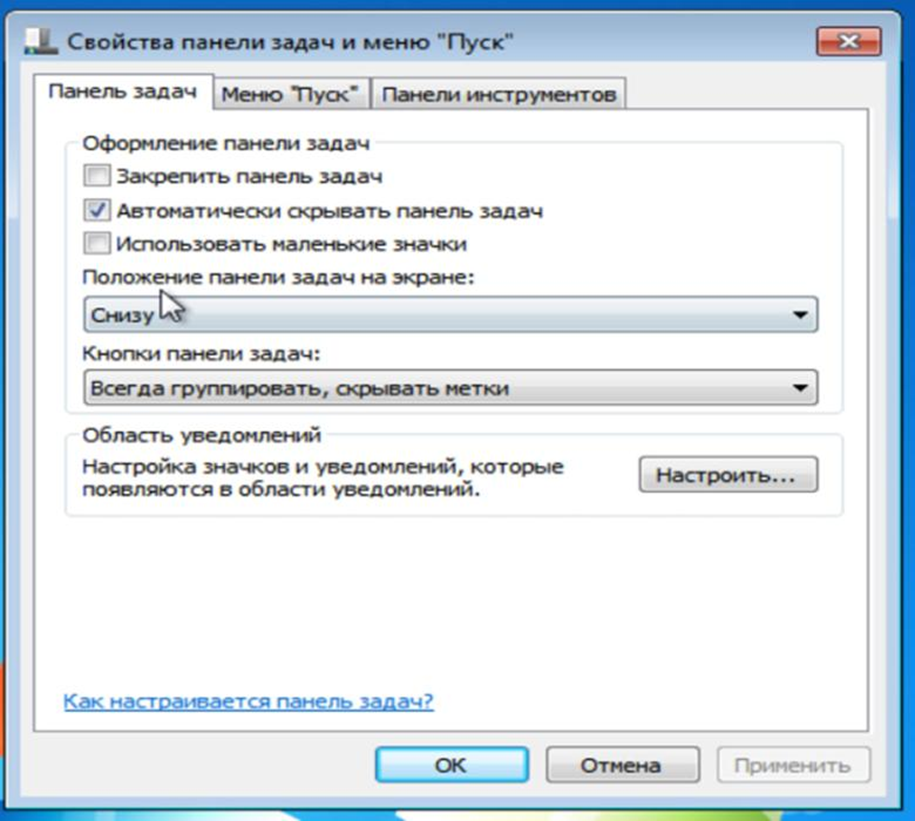 Свойства панели задач и меню "Пуск"
Панель задач
Меню "Пуск"
Панели инструментов
Оформление панели задач
Закрепить панель задач
Автоматически скрывать панель задач
Использовать маленькие значки
Положение панели задач на экране:
Снизу
Кнопки панели задач:
Всегда группировать, скрывать метки
Область уведомлений
Настройка значков и уведомлений, которые
появляются в области уведомлений.
Настроить...
Как настраивается панель задач?
ОК
Отмена
Применить